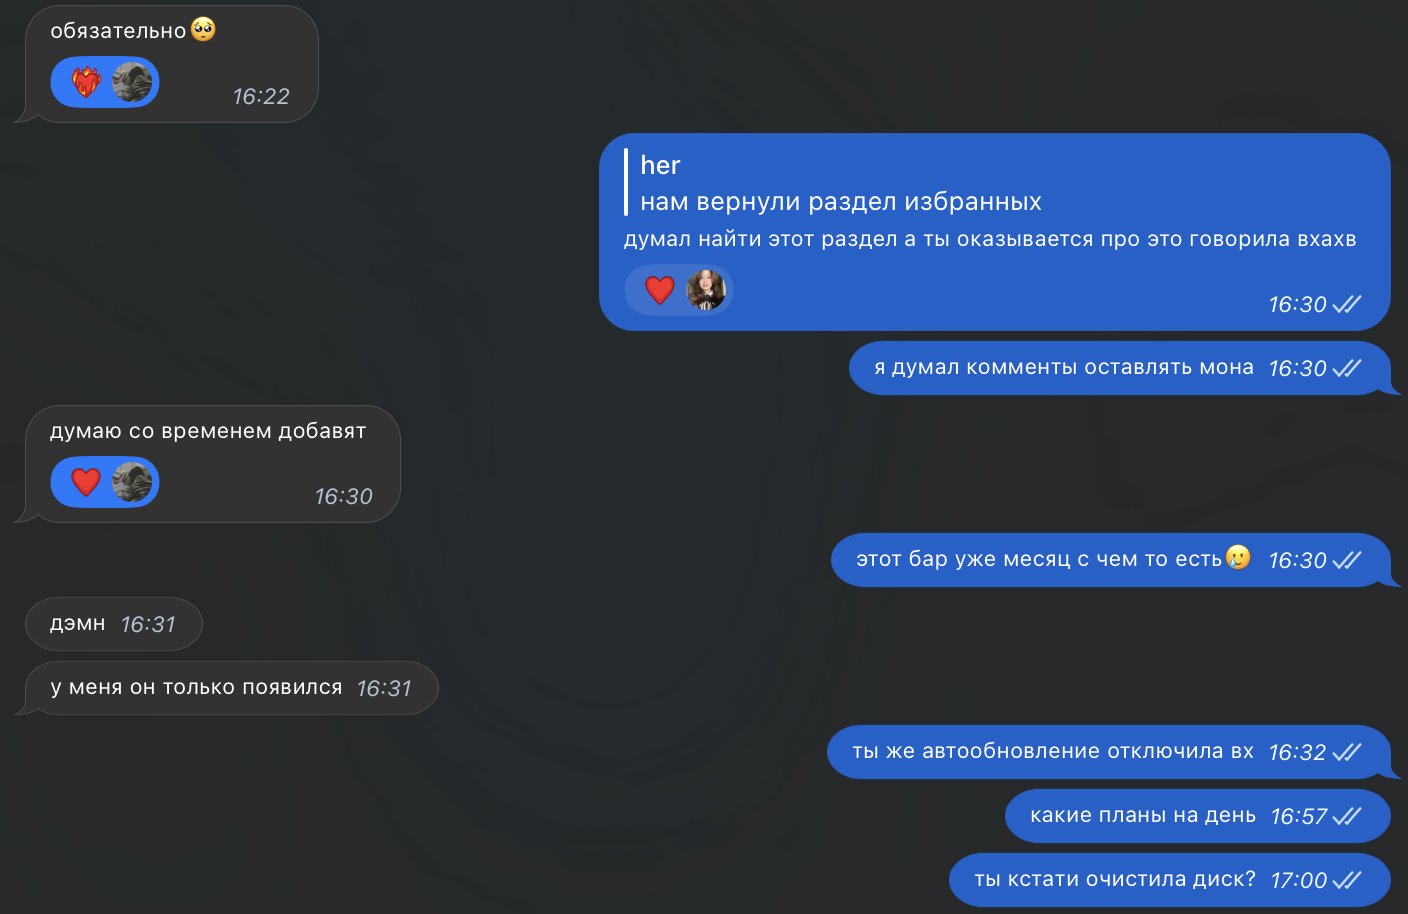 обязательно🥺
16:22
her
нам вернули раздел избранных
думал найти этот раздел а ты оказывается про это говорила вхахв
16:30
я думал комменты оставлять мона 16:30
думаю со временем добавят
16:30
этот бар уже месяц с чем то есть🥲 16:30
дэмн 16:31
у меня он только появился 16:31
ты же автообновление отключила вх 16:32
какие планы на день 16:57
ты кстати очистила диск? 17:00